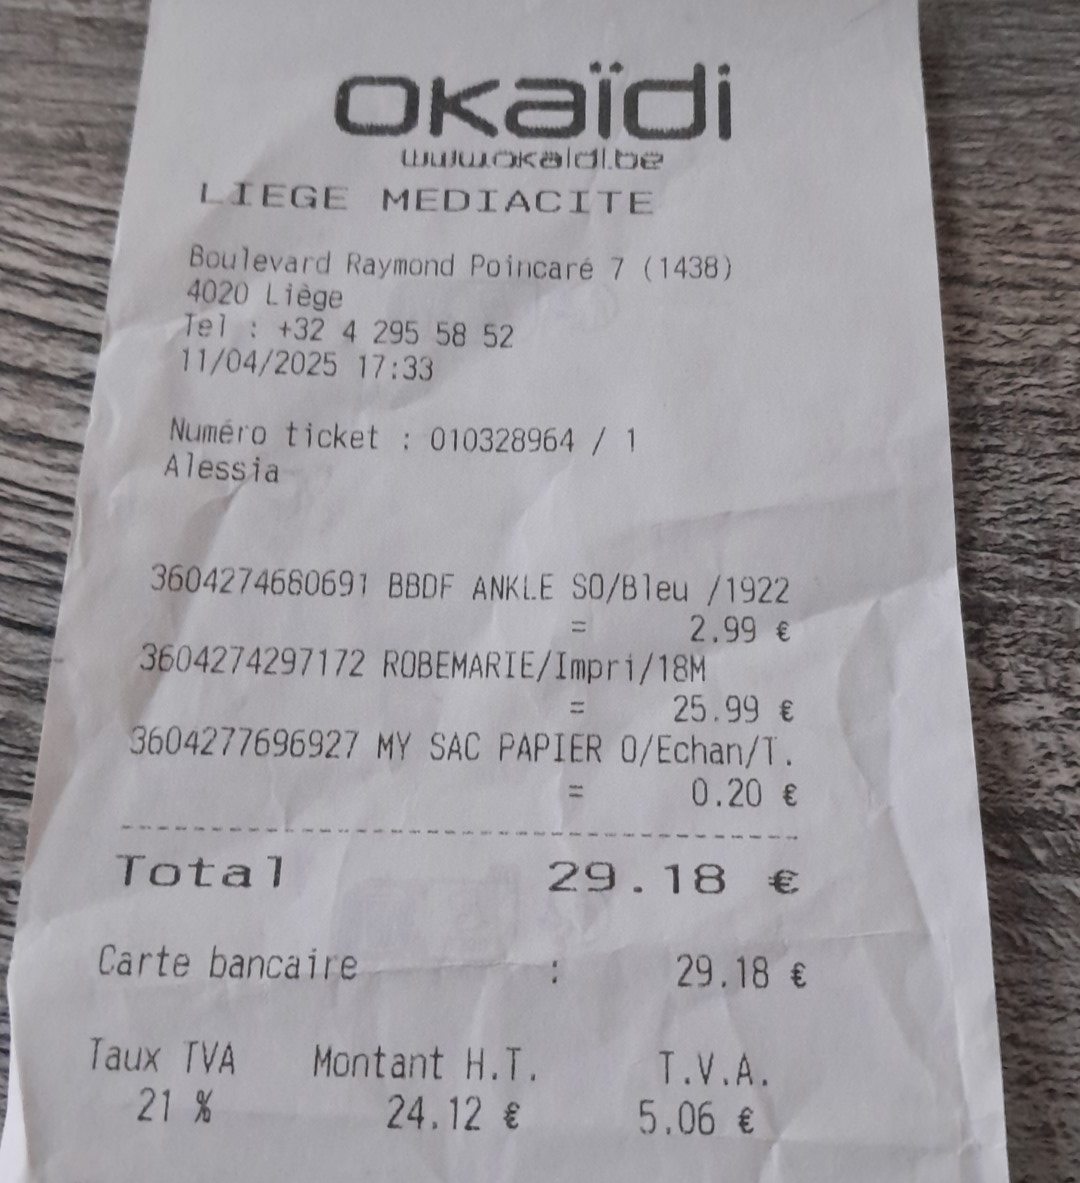 okaïdi
www.okaidi.be
LIEGE MEDIACITE
Boulevard Raymond Poincaré 7 (1438)
4020 Liège
Tel : +32 4 295 58 52
11/04/2025 17:33
Numéro ticket : 010328964 / 1
Alessia
3604274680691 BBDF ANKLE SO/Bleu /1922
= 2.99 €
3604274297172 ROBEMARIE/Impri/18M
= 25.99 €
3604277696927 MY SAC PAPIER O/Echan/T.
= 0.20 €
Total 29.18 €
Carte bancaire : 29.18 €
Taux TVA Montant H.T. T.V.A.
21 % 24.12 € 5.06 €